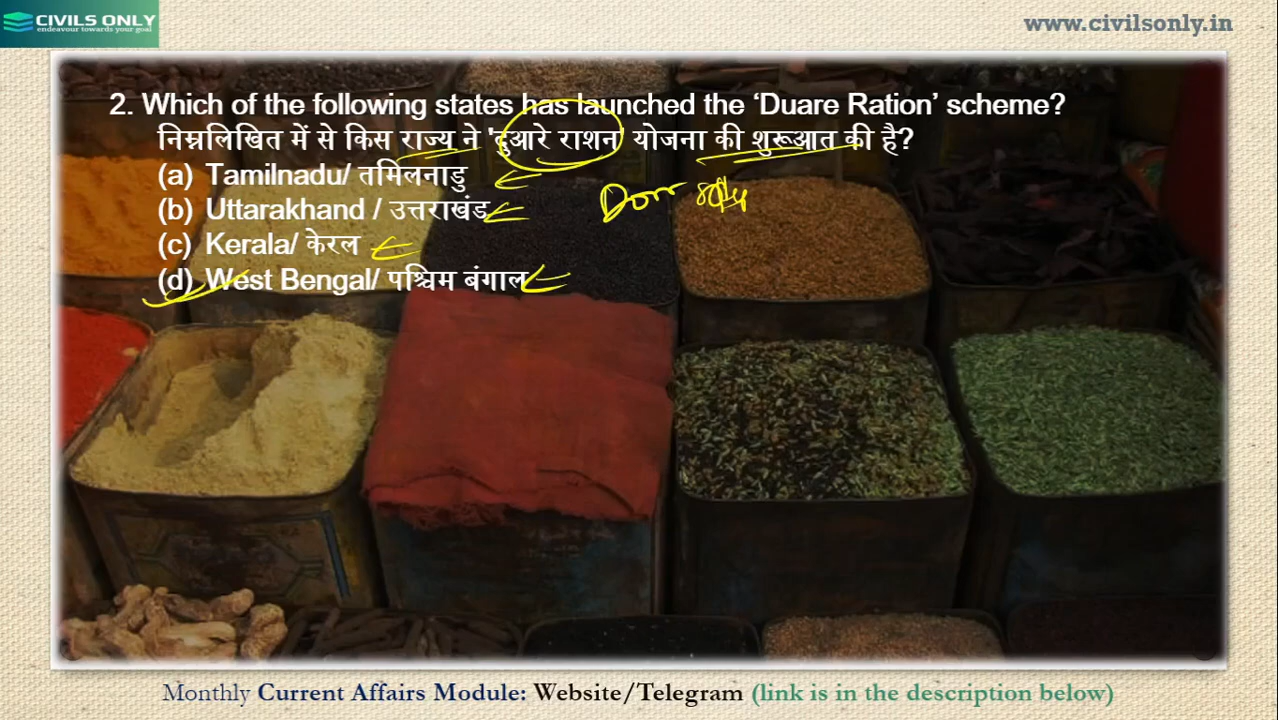 CIVILS ONLY
endeavour towards your goal
www.civilsonly.in
2. Which of the following states has launched the ‘Duare Ration’ scheme?
निम्नलिखित में से किस राज्य ने 'दुआरे राशन' योजना की शुरूआत की है?
(a) Tamilnadu/ तमिलनाडु
(b) Uttarakhand / उत्तराखंड
(c) Kerala/ केरल
(d) West Bengal/ पश्चिम बंगाल
Monthly Current Affairs Module: Website/Telegram (link is in the description below)